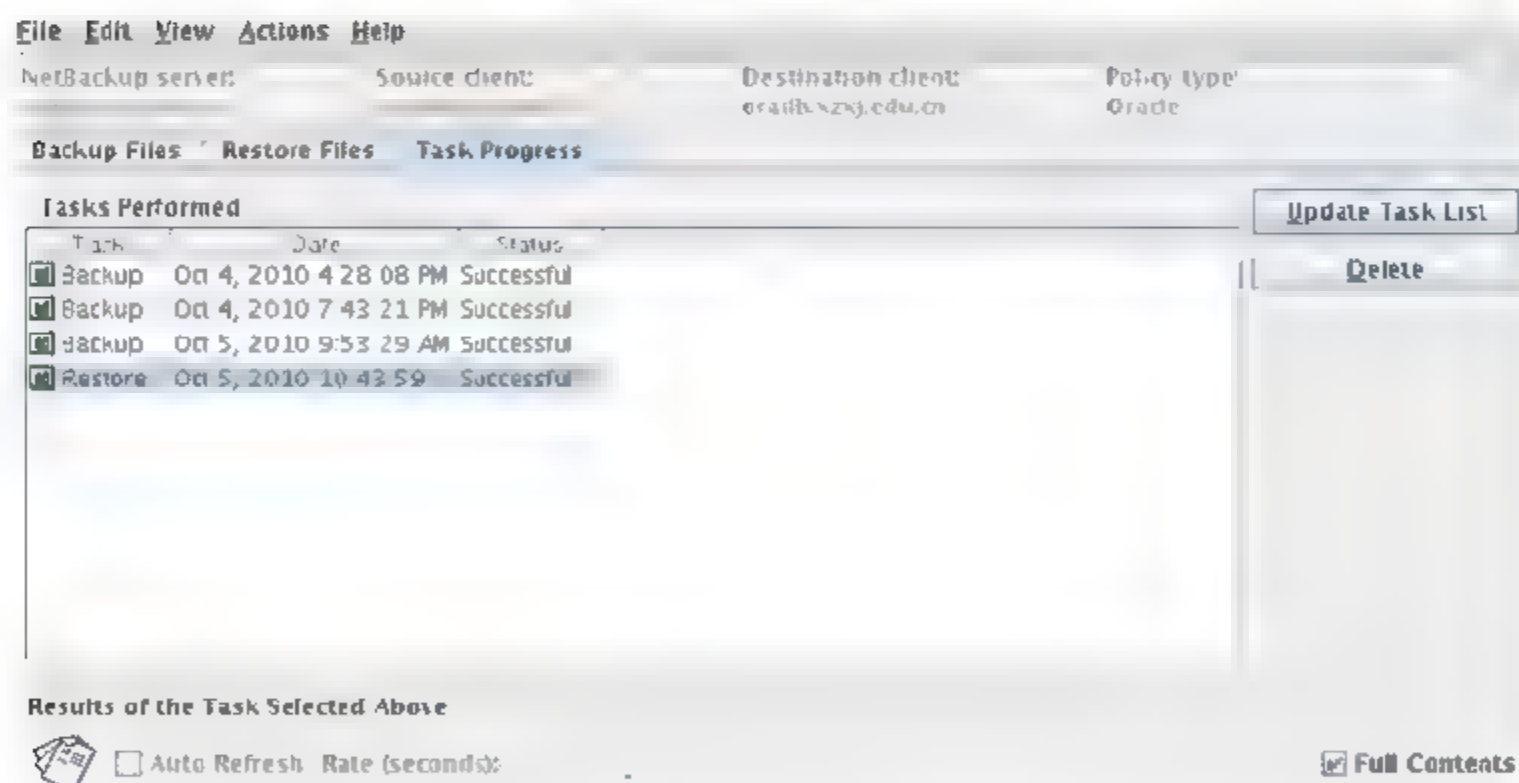 File Edit View Actions Help
NetBackup server: Source client: Destination client: Policy type:
Oracle
Backup Files Restore Files Task Progress
Tasks Performed
Update Task List
Task Date Status
Backup Oct 4, 2010 4:28:08 PM Successful
Delete
Backup Oct 4, 2010 7:43:21 PM Successful
Backup Oct 5, 2010 9:53:29 AM Successful
Restore Oct 5, 2010 10:43:59 Successful
Results of the Task Selected Above
Auto Refresh Rate (seconds):
Full Contents